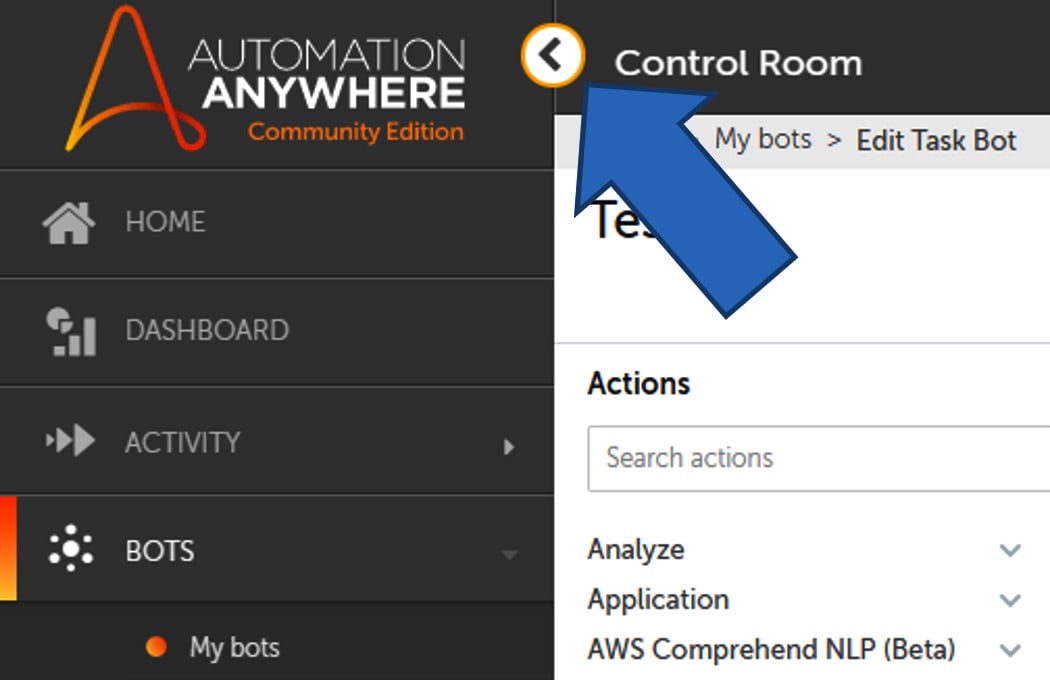 AUTOMATION
ANYWHERE
Community Edition
HOME
DASHBOARD
ACTIVITY
BOTS
My bots
Control Room
My bots > Edit Task Bot
Actions
Search actions
Analyze
Application
AWS Comprehend NLP (Beta)